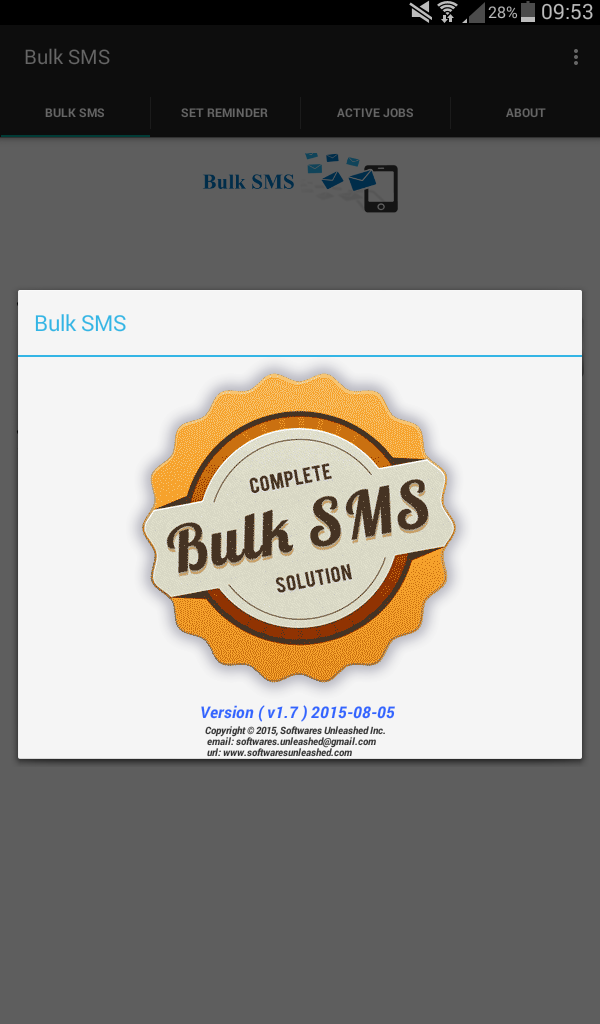 28% 09:53
Bulk SMS
BULK SMS SET REMINDER ACTIVE JOBS ABOUT
Bulk SMS
Bulk SMS
COMPLETE
Bulk SMS
SOLUTION
Version ( v1.7 ) 2015-08-05
Copyright © 2015, Softwares Unleashed Inc.
email: softwares.unleashed@gmail.com
url: www.softwaresunleashed.com